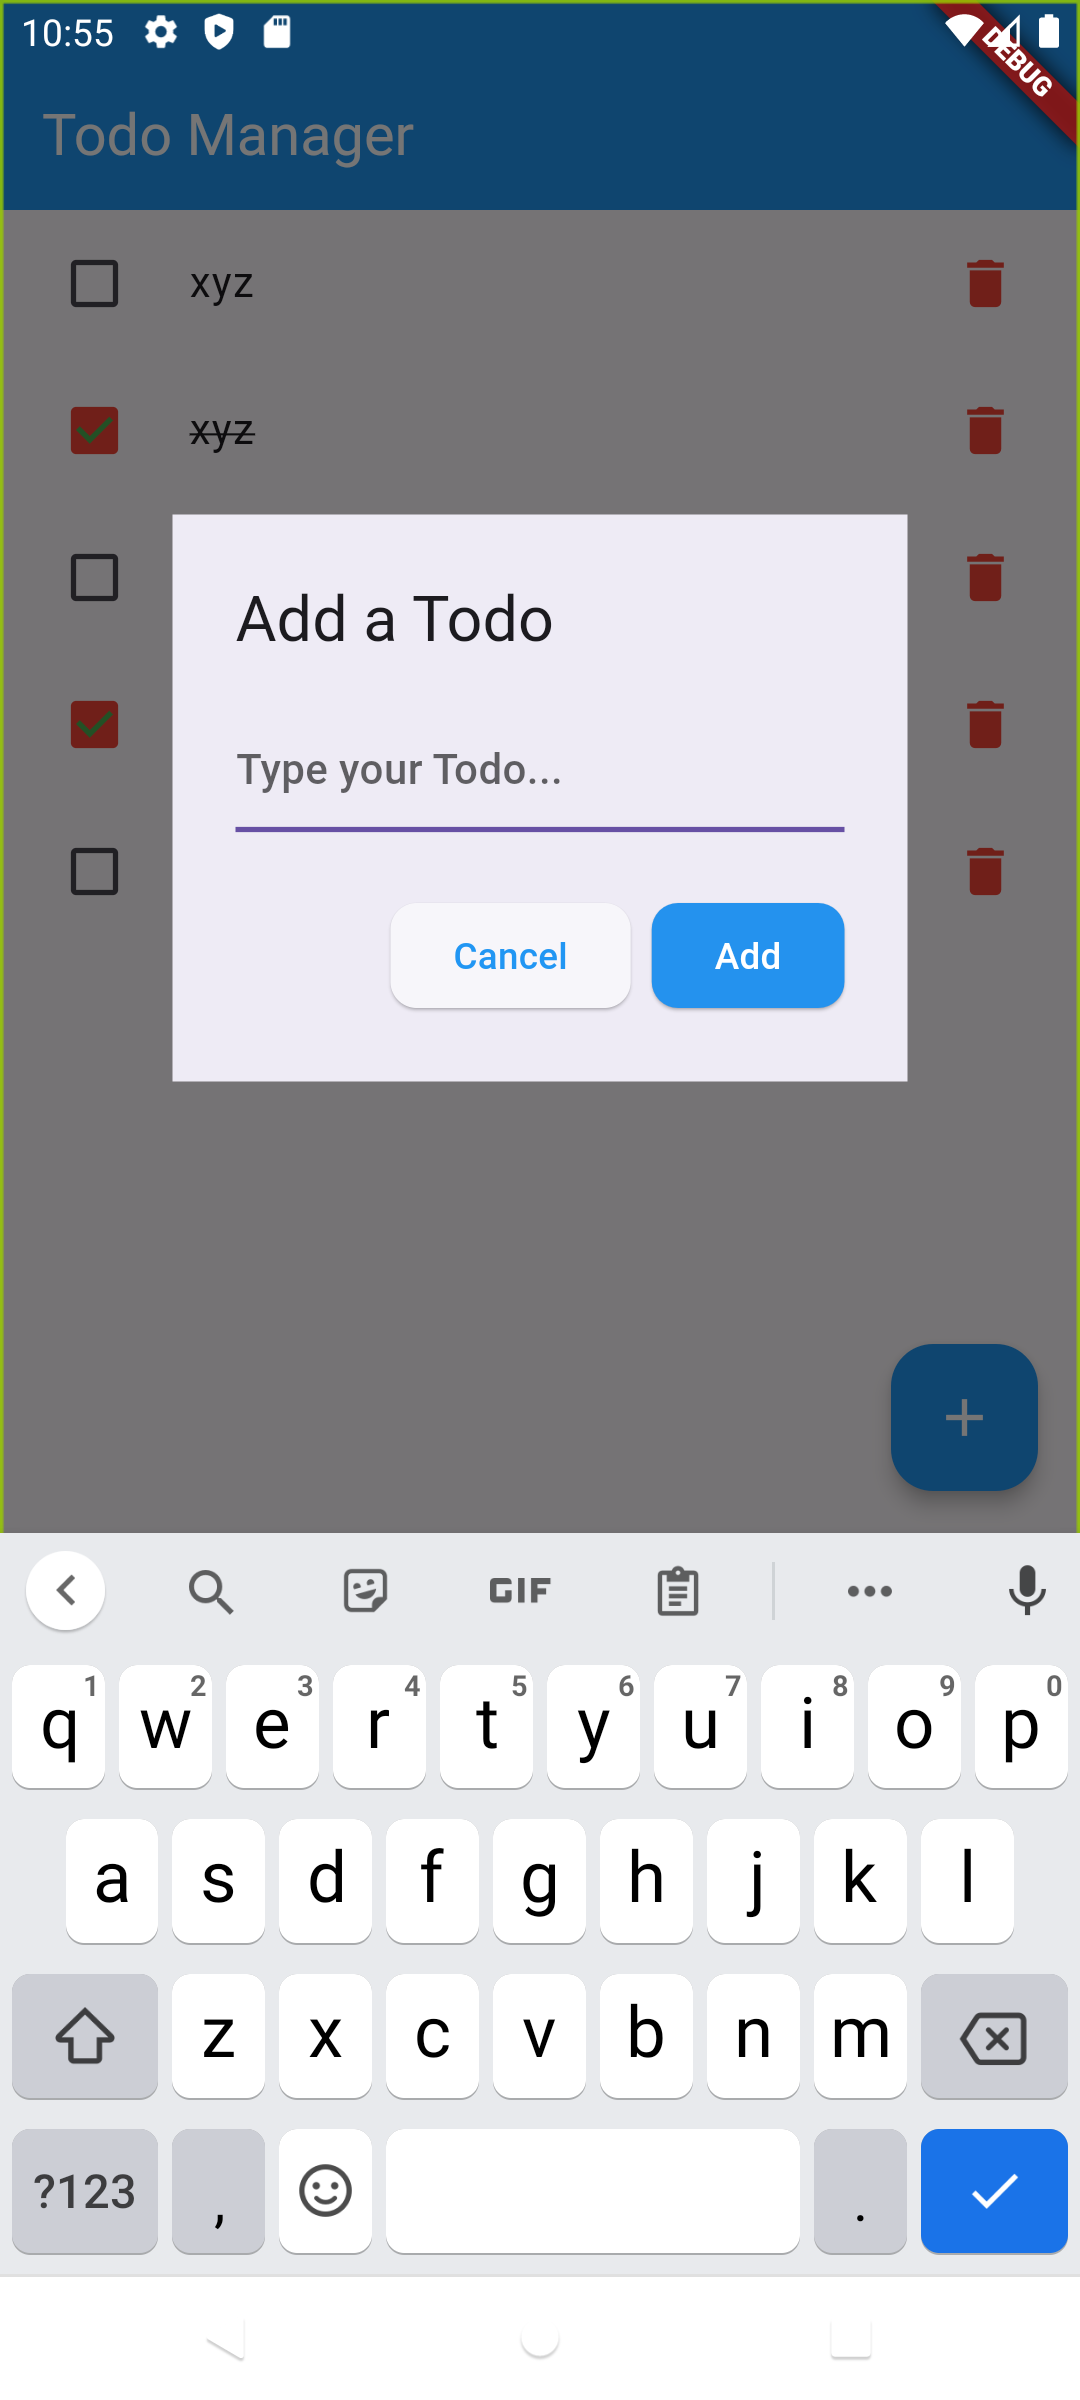 10:55
DEBUG
Todo Manager
xyz
xyz
Add a Todo
Type your Todo...
Cancel Add
GIF
1 2 3 4 5 6 7 8 9 0
q w e r t y u i o p
a s d f g h j k l
z x c v b n m
?123 , .